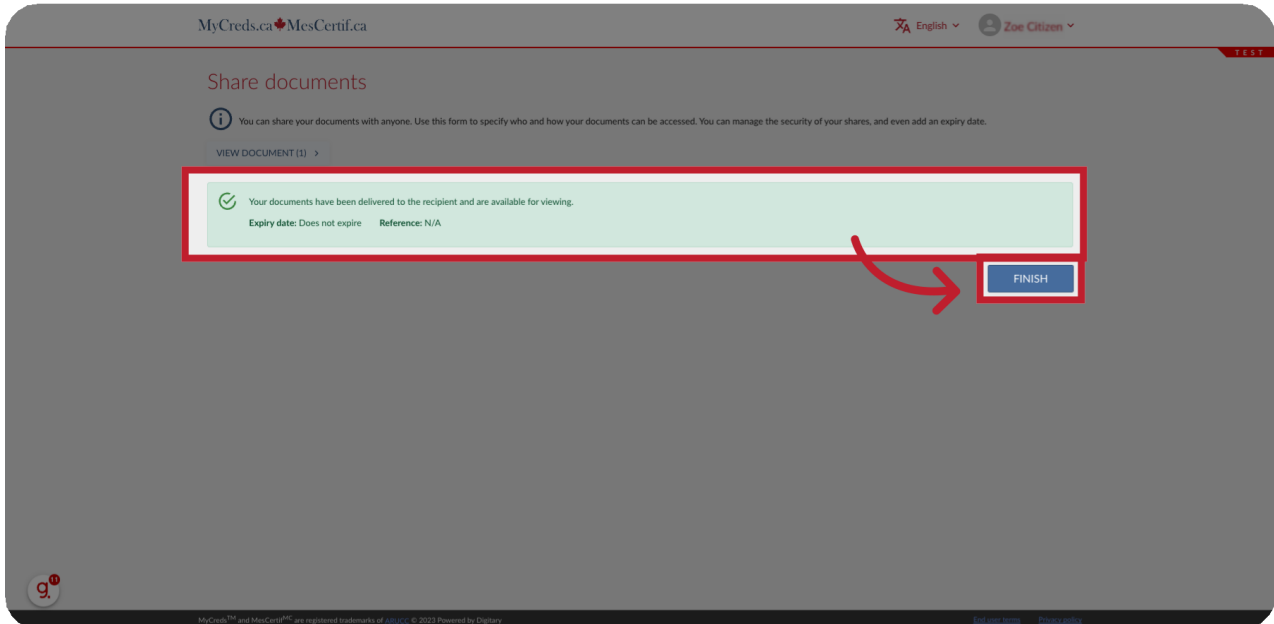 MyCreds.ca MesCertif.ca
English
Zoe Citizen
TEST
Share documents
You can share your documents with anyone. Use this form to specify who and how your documents can be accessed. You can manage the security of your shares, and even add an expiry date.
VIEW DOCUMENT (1)
Your documents have been delivered to the recipient and are available for viewing.
Expiry date: Does not expire Reference: N/A
FINISH
g. 11
MyCreds™ and MesCertif^MC are registered trademarks of ARUCC © 2023 Powered by Digitary
End user terms Privacy policy